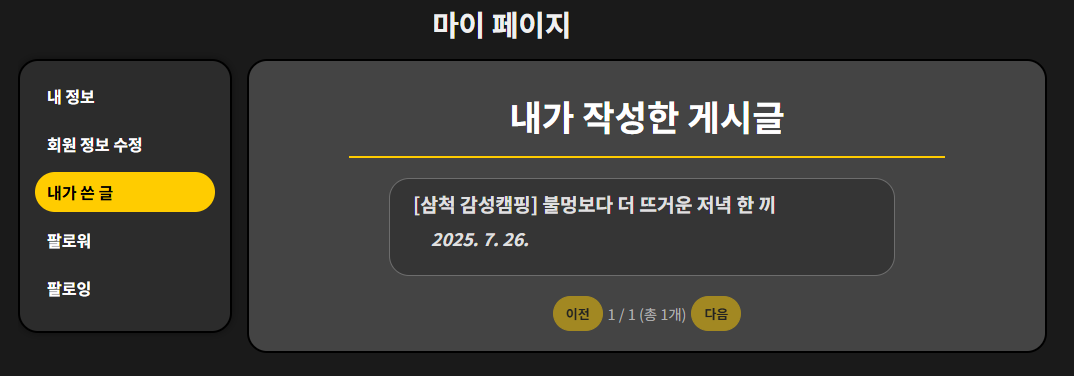 마이 페이지
내 정보
회원 정보 수정
내가 쓴 글
팔로워
팔로잉
내가 작성한 게시글
[삼척 감성캠핑] 불멍보다 더 뜨거운 저녁 한 끼
2025. 7. 26.
이전 1 / 1 (총 1개) 다음